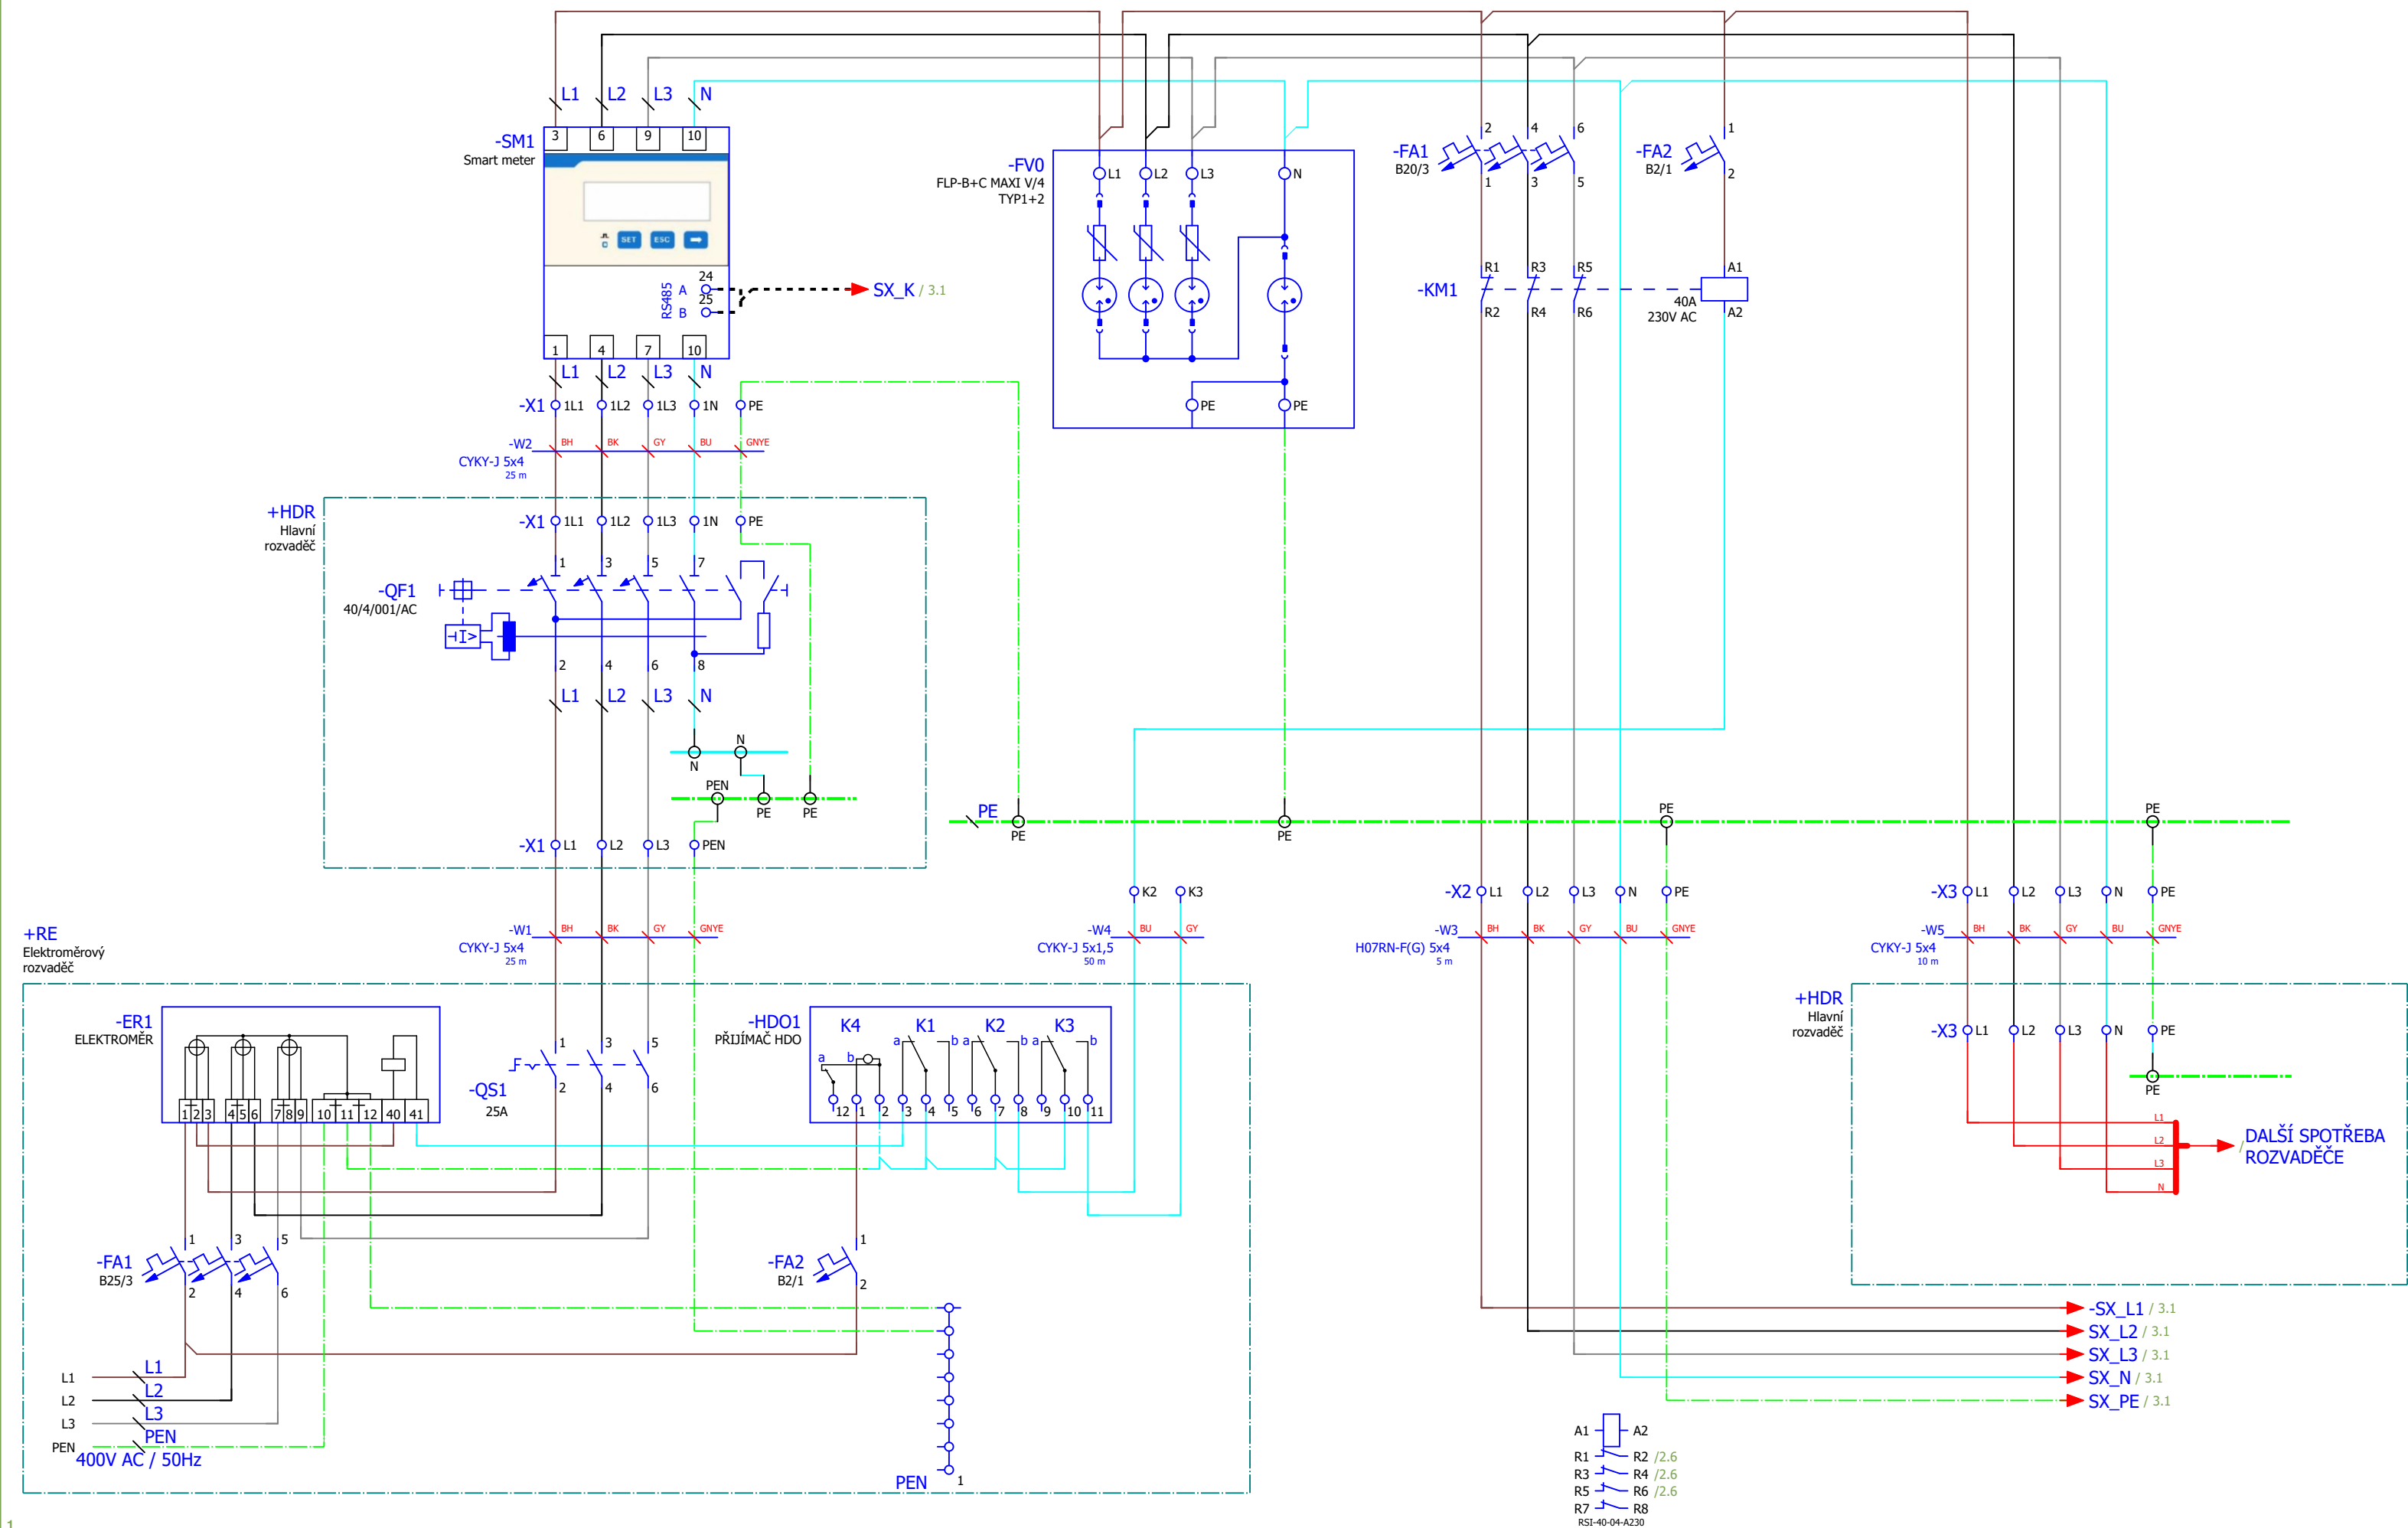 L1 L2 L3 N
-SM1
Smart meter
3 6 9 10
SET ESC
RS485
A 24
B 25
SX_K / 3.1
1 4 7 10
L1 L2 L3 N
-X1 1L1 1L2 1L3 1N PE
-W2 BH BK GY BU GNYE
CYKY-J 5x4
25 m
-FV0
FLP-B+C MAXI V/4
TYP1+2
L1 L2 L3 N
PE PE
-FA1
B20/3
2 4 6
1 3 5
-FA2
B2/1
1
2
-KM1
R1 R3 R5
R2 R4 R6
A1
40A
230V AC
A2
+HDR
Hlavní
rozvaděč
-X1 1L1 1L2 1L3 1N PE
1 3 5 7
-QF1
40/4/001/AC
I>
2 4 6 8
L1 L2 L3 N
N
N
PEN
PE PE
-X1 L1 L2 L3 PEN
PE
PE PE PE PE
-W1 BH BK GY GNYE
CYKY-J 5x4
25 m
K2 K3
-W4 BU GY
CYKY-J 5x1,5
50 m
-X2 L1 L2 L3 N PE
-W3 BH BK GY BU GNYE
H07RN-F(G) 5x4
5 m
-X3 L1 L2 L3 N PE
-W5 BH BK GY BU GNYE
CYKY-J 5x4
10 m
+RE
Elektroměrový
rozvaděč
-ER1
ELEKTROMĚR
1 2 3 4 5 6 7 8 9 10 11 12 40 41
-QS1
25A
1 3 5
2 4 6
-HDO1
PŘIJÍMAČ HDO
K4 K1 K2 K3
a b a b a b a b
12 1 2 3 4 5 6 7 8 9 10 11
-FA1
B25/3
1 3 5
2 4 6
-FA2
B2/1
1
2
L1 L1
L2 L2
L3 L3
PEN PEN
400V AC / 50Hz
PEN 1
+HDR
Hlavní
rozvaděč
-X3 L1 L2 L3 N PE
PE
L1
L2
L3
N
/ DALŠÍ SPOTŘEBA
ROZVADĚČE
-SX_L1 / 3.1
SX_L2 / 3.1
SX_L3 / 3.1
SX_N / 3.1
SX_PE / 3.1
A1 A2
R1 R2 /2.6
R3 R4 /2.6
R5 R6 /2.6
R7 R8
RSI-40-04-A230
1